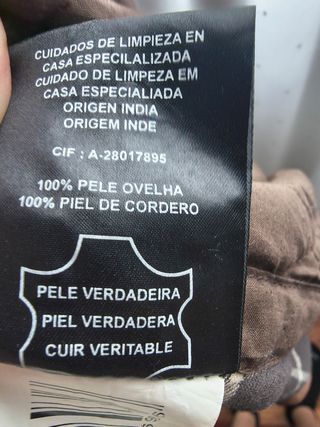 CUIDADOS DE LIMPIEZA EN
CASA ESPECILALIZADA
CUIDADO DE LIMPEZA EM
CASA ESPECIALIADA
ORIGEN INDIA
ORIGEM INDE
CIF : A-28017895
100% PELE OVELHA
100% PIEL DE CORDERO
PELE VERDADEIRA
PIEL VERDADERA
CUIR VERITABLE